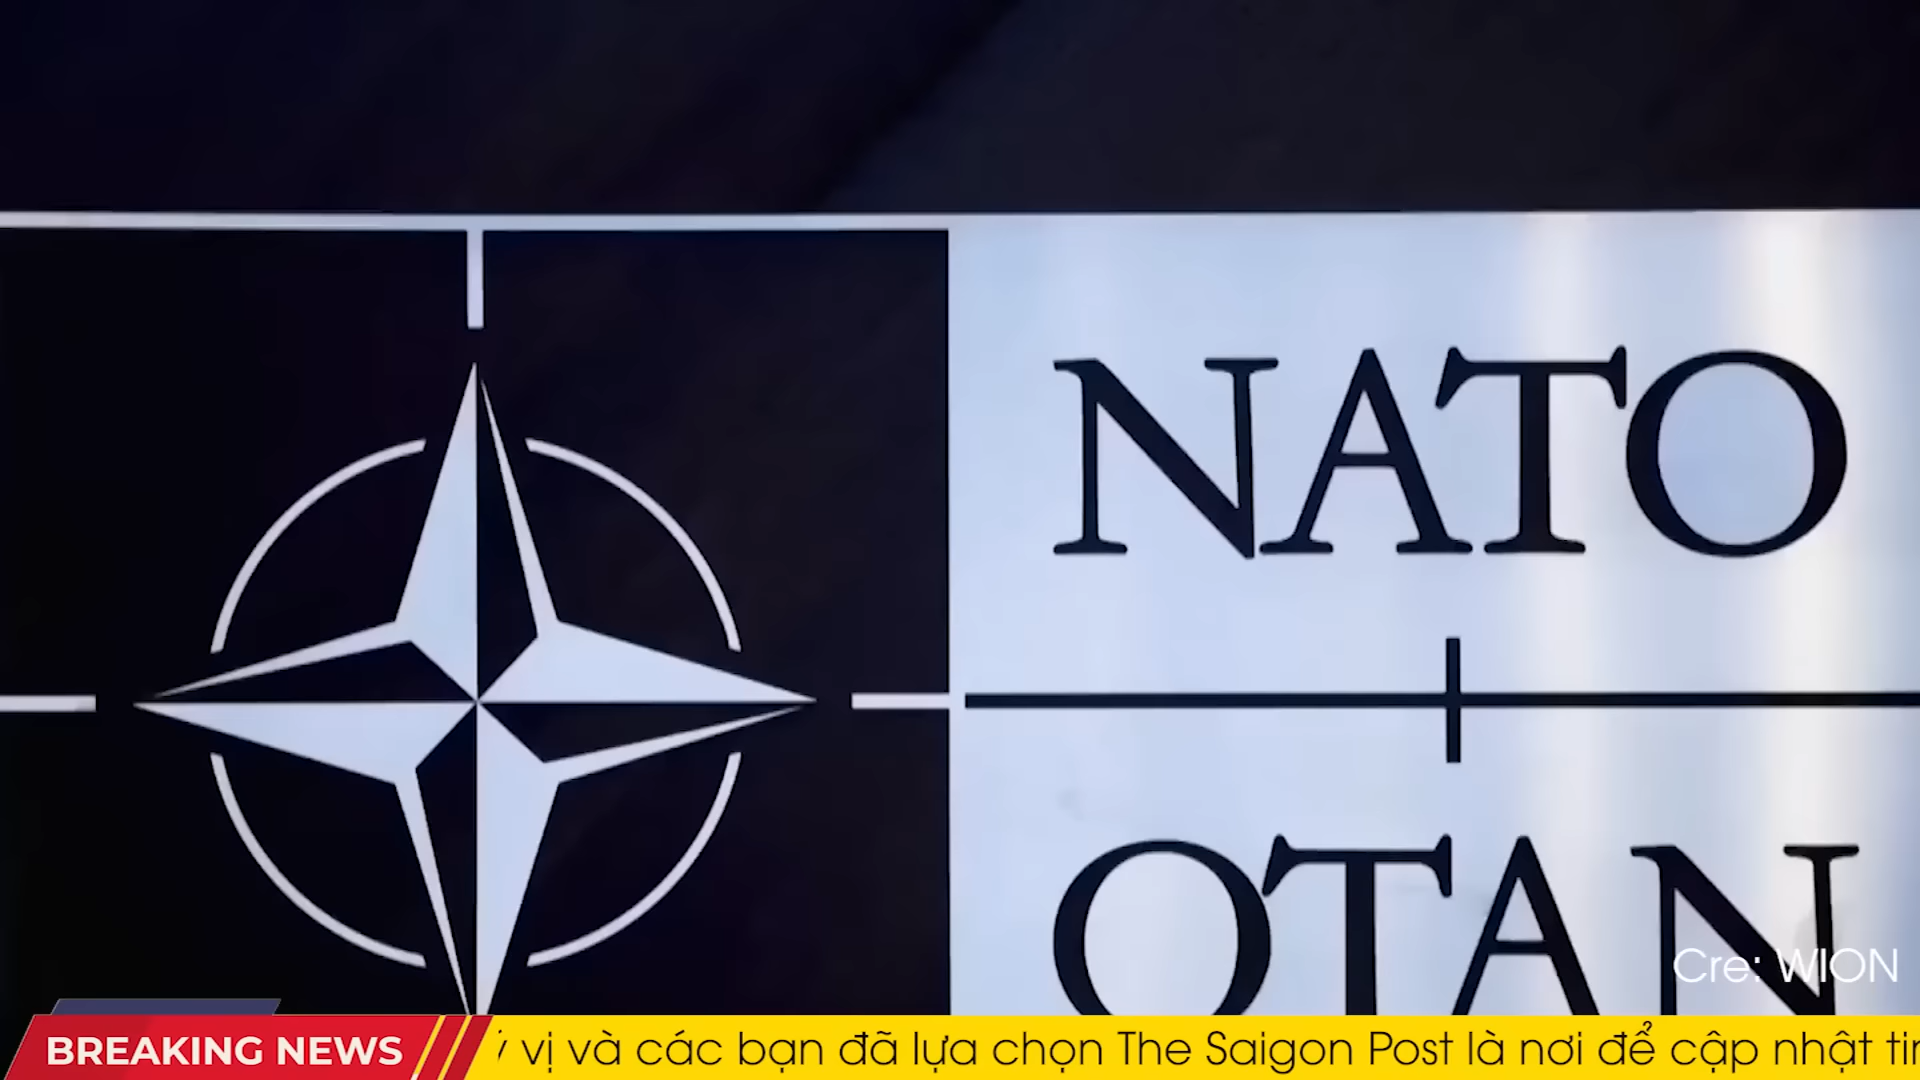 NATO
OTAN
Cre: WION
BREAKING NEWS
vị và các bạn đã lựa chọn The Saigon Post là nơi để cập nhật